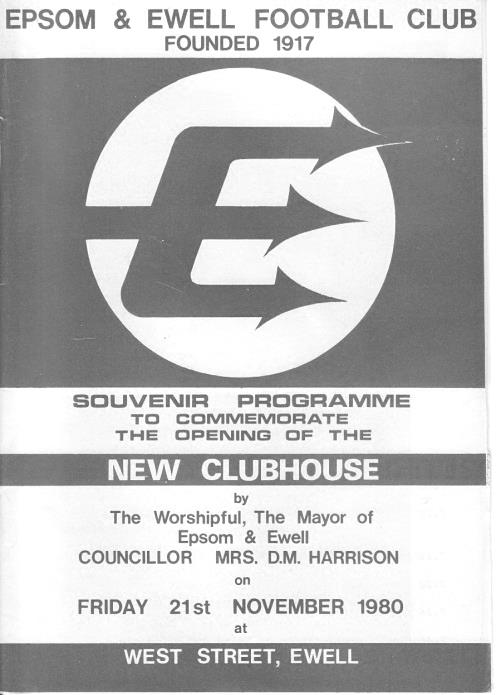 EPSOM & EWELL FOOTBALL CLUB
FOUNDED 1917
SOUVENIR PROGRAMME
TO COMMEMORATE
THE OPENING OF THE
NEW CLUBHOUSE
by
The Worshipful, The Mayor of
Epsom & Ewell
COUNCILLOR MRS. D.M. HARRISON
on
FRIDAY 21st NOVEMBER 1980
at
WEST STREET, EWELL